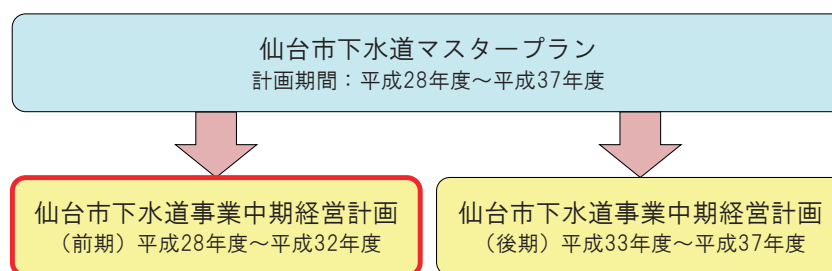 仙台市下水道マスタープラン
計画期間：平成28年度～平成37年度
仙台市下水道事業中期経営計画
（前期）平成28年度～平成32年度
仙台市下水道事業中期経営計画
（後期）平成33年度～平成37年度